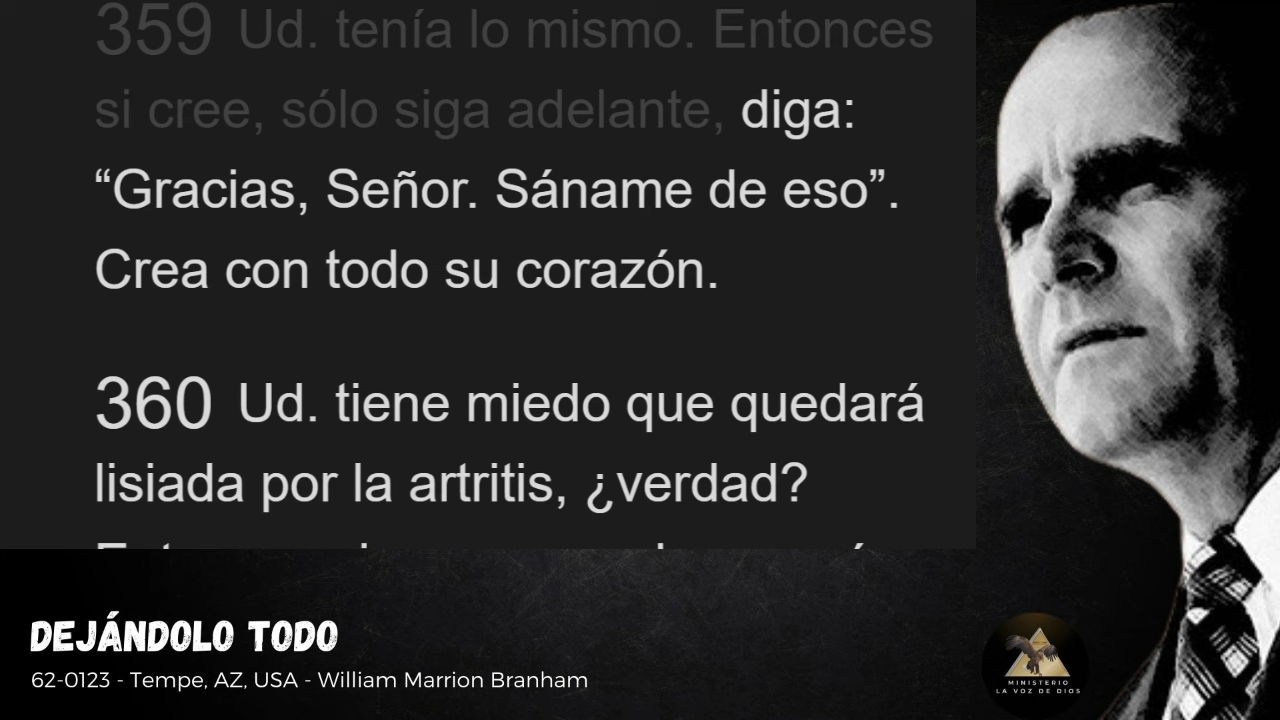 359 Ud. tenía lo mismo. Entonces
si cree, sólo siga adelante, diga:
“Gracias, Señor. Sáname de eso”.
Crea con todo su corazón.
360 Ud. tiene miedo que quedará
lisiada por la artritis, ¿verdad?
DEJÁNDOLO TODO
62-0123 - Tempe, AZ, USA - William Marrion Branham
MINISTERIO
LA VOZ DE DIOS